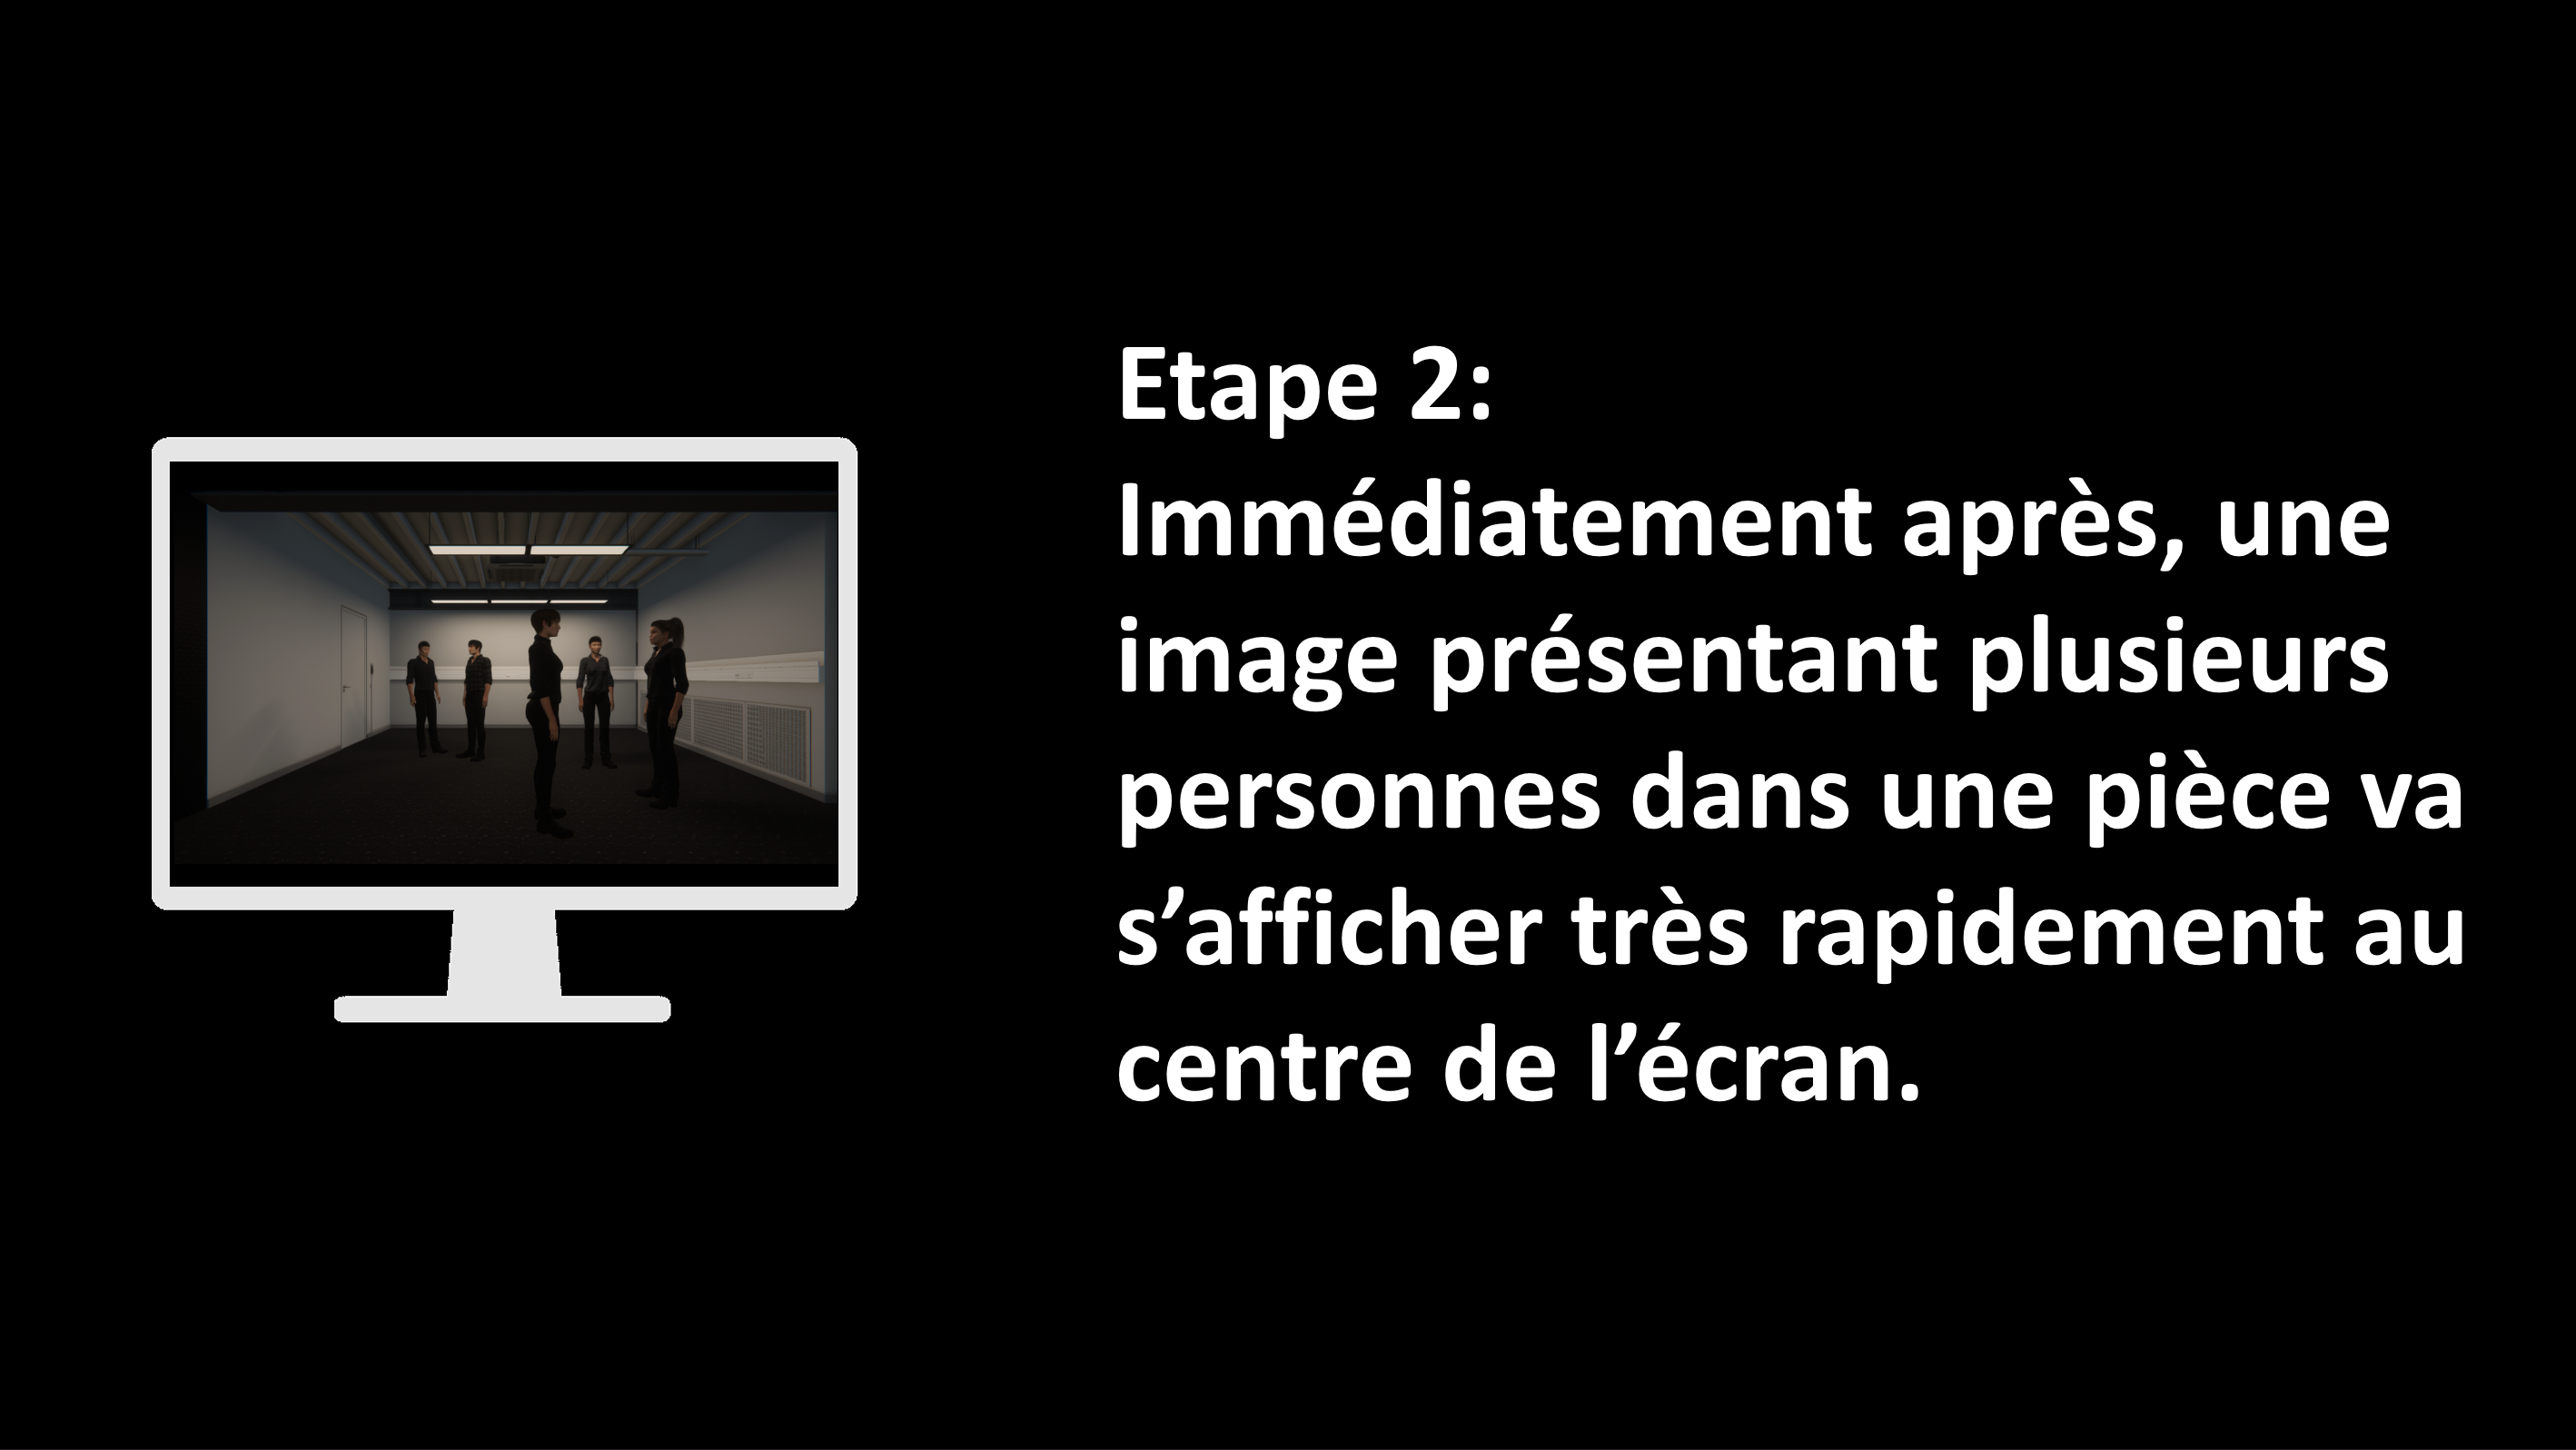 Etape 2:
Immédiatement après, une
image présentant plusieurs
personnes dans une pièce va
s’afficher très rapidement au
centre de l’écran.